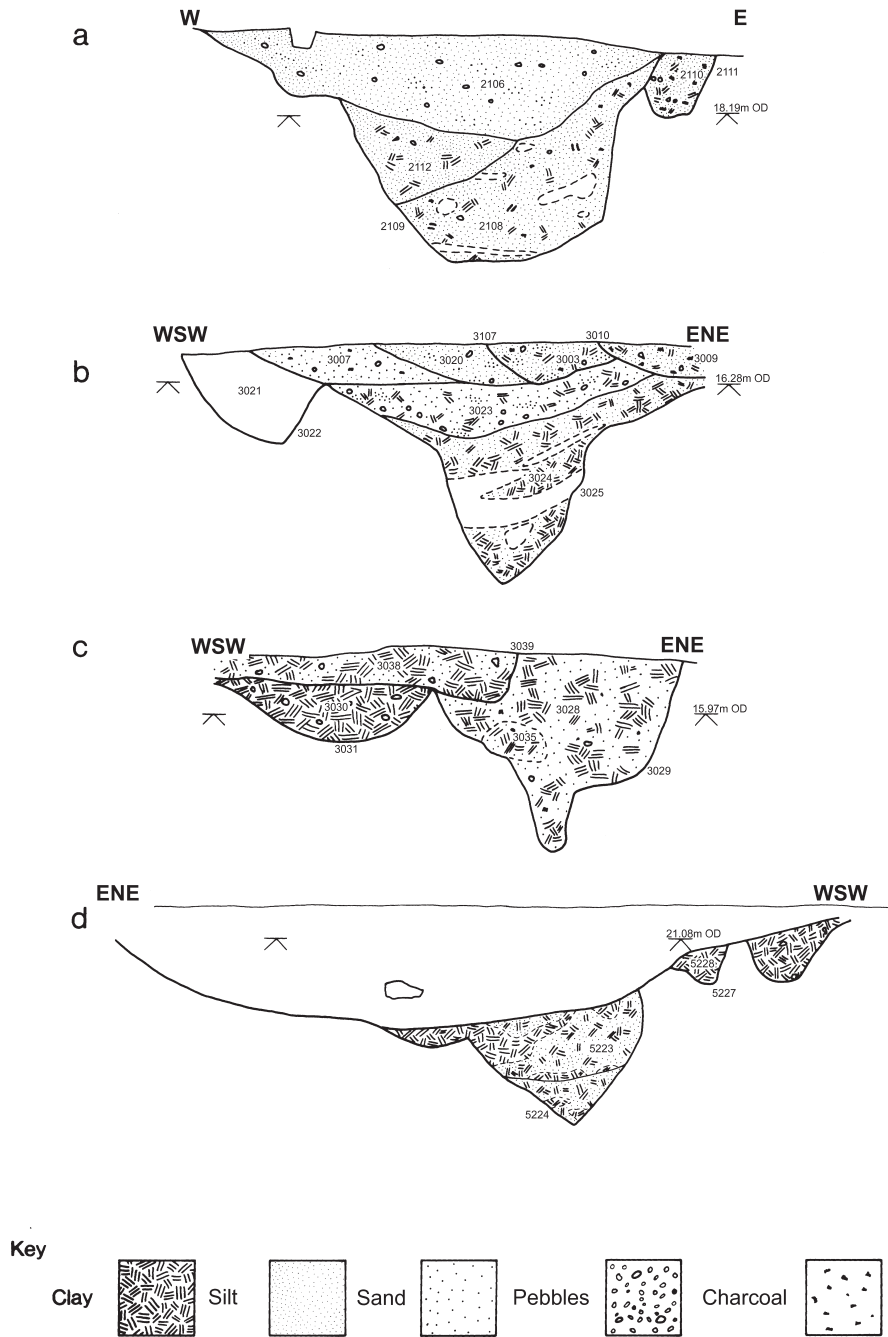 a
W
E
2106
2110
2111
18.19m OD
2112
2109
2108
b
WSW
3107
3010
ENE
3007
3020
3003
3009
16.28m OD
3021
3023
3022
3024
3025
c
WSW
3039
ENE
3038
3030
3028
15.97m OD
3035
3031
3029
d
ENE
WSW
21.08m OD
5228
5227
5223
5224
Key
Clay
Silt
Sand
Pebbles
Charcoal